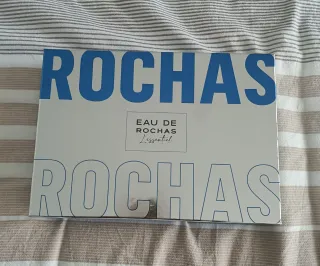 ROCHAS
EAU DE
ROCHAS
L'essentiel
ROCHAS